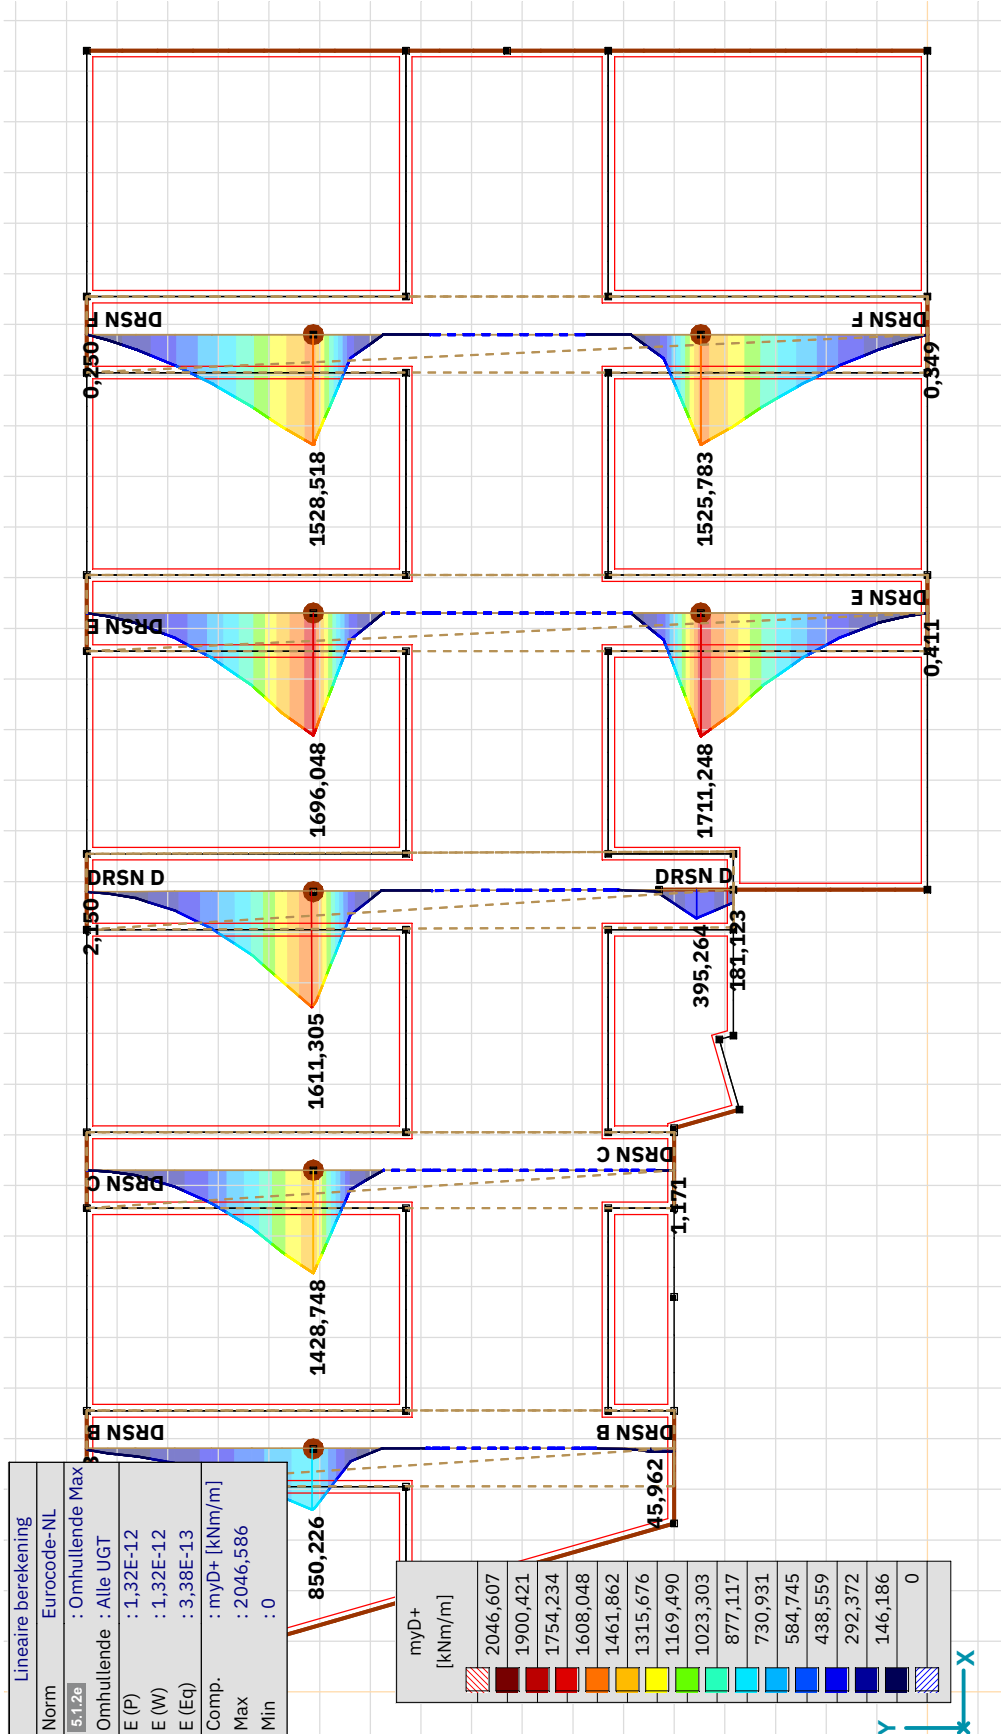 Lineaire berekening
Norm Eurocode-NL
5.1.2e : Omhullende Max
Omhullende : Alle UGT
E (P) : 1,32E-12
E (W) : 1,32E-12
E (Eq) : 3,38E-13
Comp. : myD+ [kNm/m]
Max : 2046,586
Min : 0
myD+
[kNm/m]
2046,607
1900,421
1754,234
1608,048
1461,862
1315,676
1169,490
1023,303
877,117
730,931
584,745
438,559
292,372
146,186
0
DRSN B
850,226
DRSN B
45,962
DRSN C
1428,748
DRSN C
1,171
DRSN D
2,150
1611,305
DRSN D
395,264
181,123
DRSN E
1696,048
DRSN E
1711,248
0,411
DRSN F
0,250
1528,518
DRSN F
1525,783
0,349
Y
X